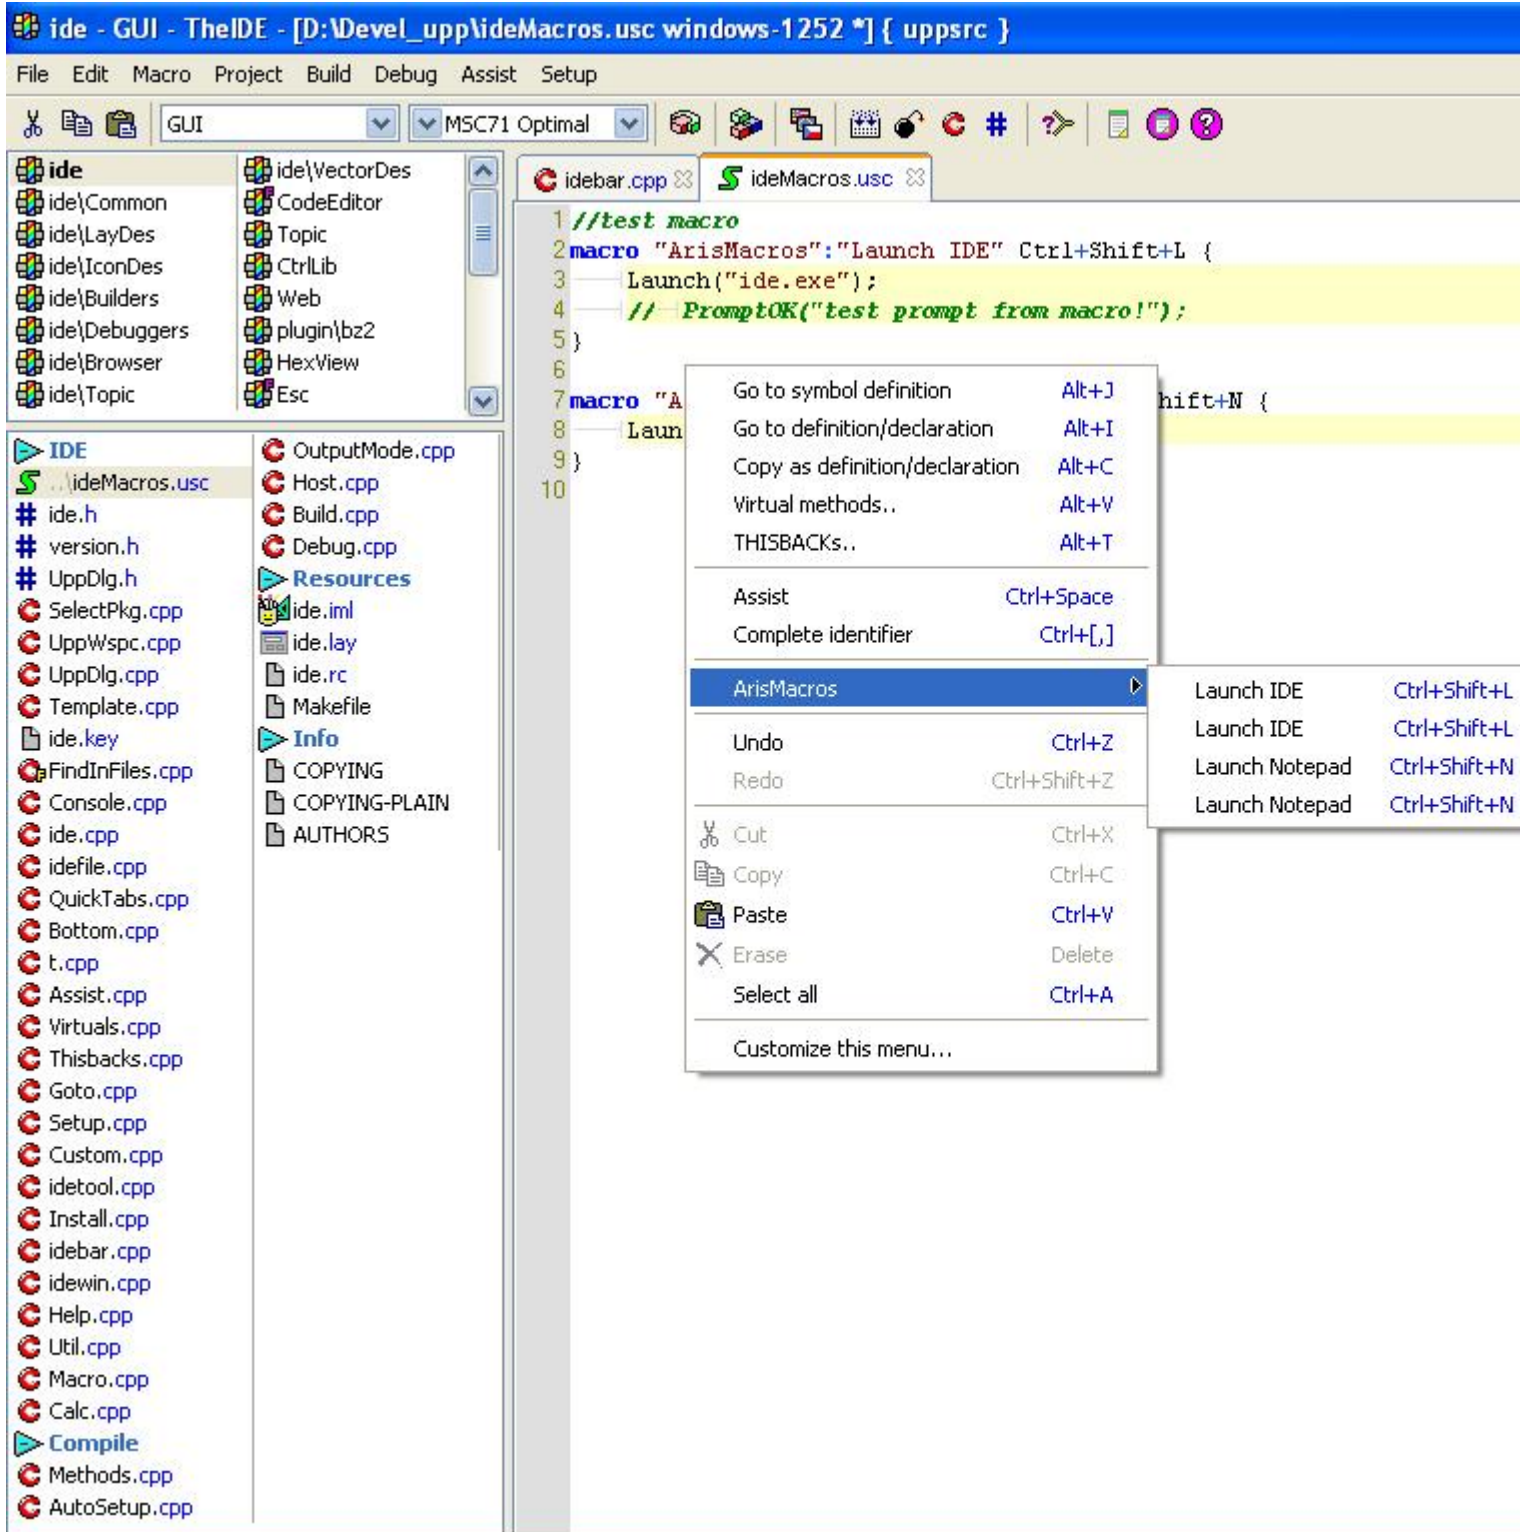 ide - GUI - TheIDE - [D:\Devel_upp\ideMacros.usc windows-1252 *] { uppsrc }
File Edit Macro Project Build Debug Assist Setup
GUI MSC71 Optimal
ide
ide\Common
ide\LayDes
ide\IconDes
ide\Builders
ide\Debuggers
ide\Browser
ide\Topic
ide\VectorDes
CodeEditor
Topic
CtrlLib
Web
plugin\bz2
HexView
Esc
IDE
..\ideMacros.usc
ide.h
version.h
UppDlg.h
SelectPkg.cpp
UppWspc.cpp
UppDlg.cpp
Template.cpp
ide.key
FindInFiles.cpp
Console.cpp
ide.cpp
idefile.cpp
QuickTabs.cpp
Bottom.cpp
t.cpp
Assist.cpp
Virtuals.cpp
Thisbacks.cpp
Goto.cpp
Setup.cpp
Custom.cpp
idetool.cpp
Install.cpp
idebar.cpp
idewin.cpp
Help.cpp
Util.cpp
Macro.cpp
Calc.cpp
Compile
Methods.cpp
AutoSetup.cpp
OutputMode.cpp
Host.cpp
Build.cpp
Debug.cpp
Resources
ide.iml
ide.lay
ide.rc
Makefile
Info
COPYING
COPYING-PLAIN
AUTHORS
idebar.cpp ideMacros.usc
1 //test macro
2 macro "ArisMacros":"Launch IDE" Ctrl+Shift+L {
3 Launch("ide.exe");
4 // PromptOK("test prompt from macro!");
5 }
6
7 macro "A hift+N {
8 Laun
9 }
10
Go to symbol definition Alt+J
Go to definition/declaration Alt+I
Copy as definition/declaration Alt+C
Virtual methods.. Alt+V
THISBACKs.. Alt+T
Assist Ctrl+Space
Complete identifier Ctrl+[,]
ArisMacros
Undo Ctrl+Z
Redo Ctrl+Shift+Z
Cut Ctrl+X
Copy Ctrl+C
Paste Ctrl+V
Erase Delete
Select all Ctrl+A
Customize this menu...
Launch IDE Ctrl+Shift+L
Launch IDE Ctrl+Shift+L
Launch Notepad Ctrl+Shift+N
Launch Notepad Ctrl+Shift+N